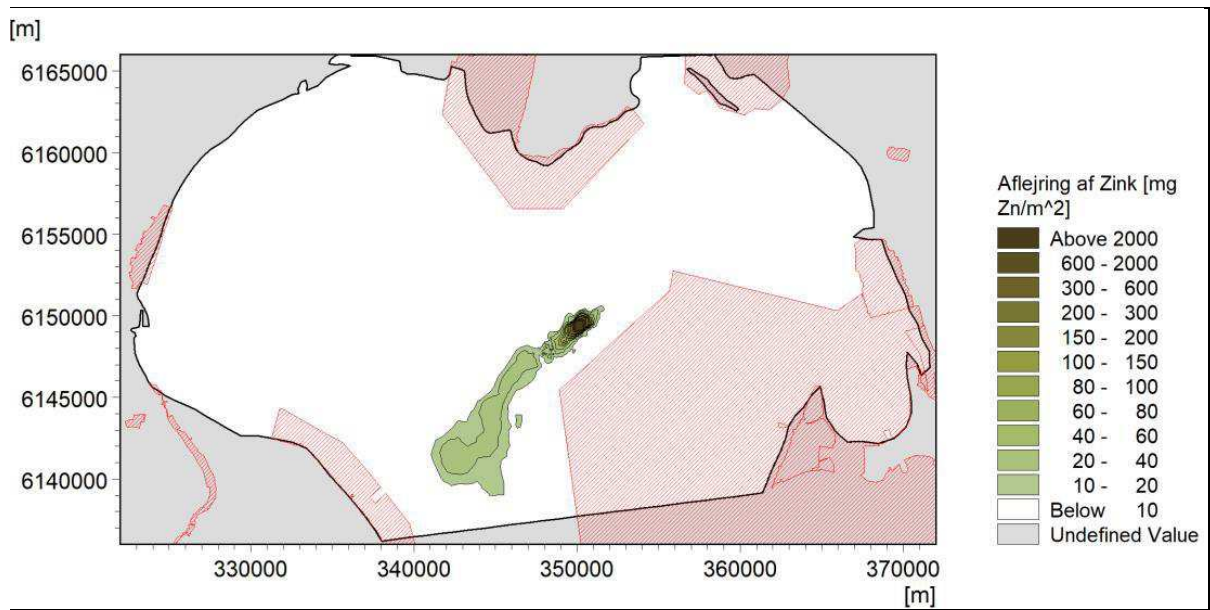 [m]
6165000
6160000
6155000
6150000
6145000
6140000
330000 340000 350000 360000 370000
[m]
Aflejring af Zink [mg
Zn/m^2]
Above 2000
600 - 2000
300 - 600
200 - 300
150 - 200
100 - 150
80 - 100
60 - 80
40 - 60
20 - 40
10 - 20
Below 10
Undefined Value